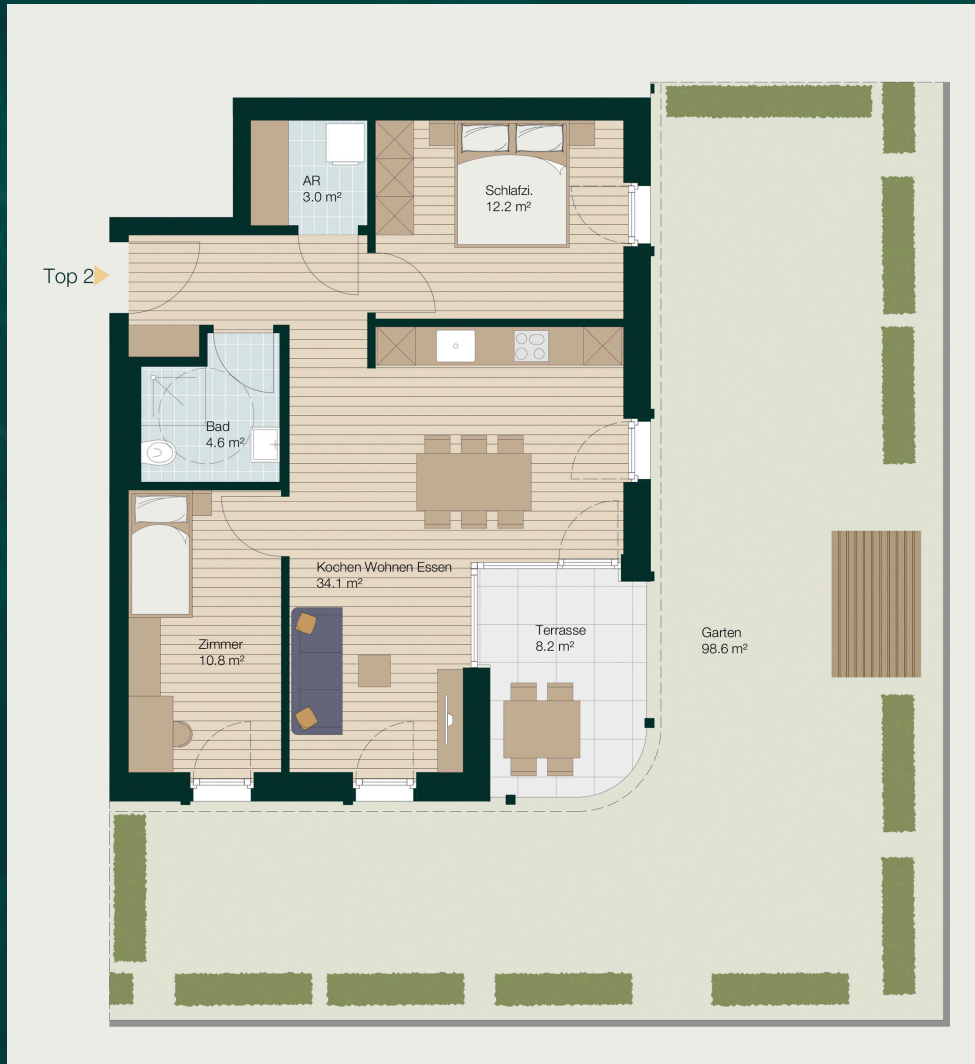 AR
3.0 m²
Schlafzi.
12.2 m²
Top 2
Bad
4.6 m²
Kochen Wohnen Essen
34.1 m²
Zimmer
10.8 m²
Terrasse
8.2 m²
Garten
98.6 m²